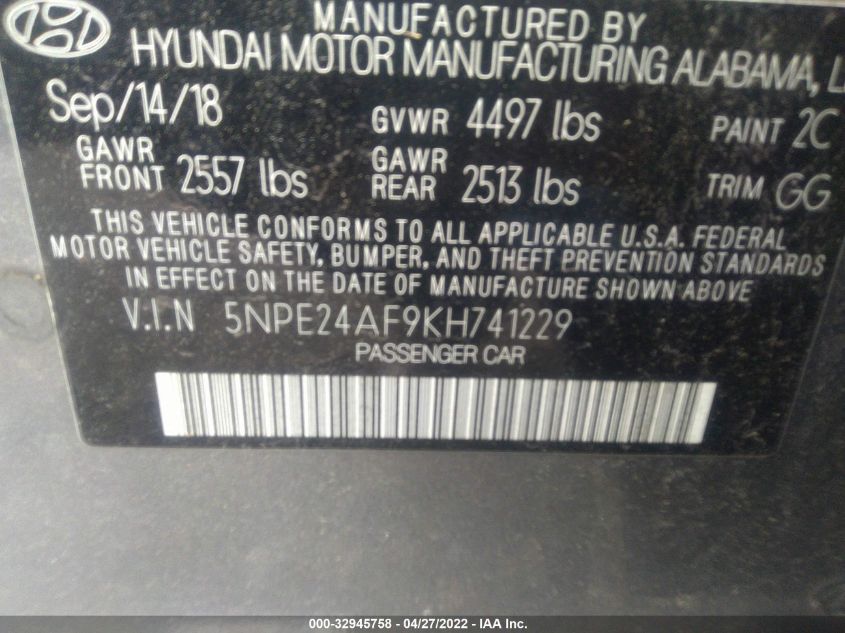 MANUFACTURED BY
HYUNDAI MOTOR MANUFACTURING ALABAMA, L
Sep/14/18 GVWR 4497 lbs PAINT 2C
GAWR FRONT 2557 lbs GAWR REAR 2513 lbs TRIM GG
THIS VEHICLE CONFORMS TO ALL APPLICABLE U.S.A. FEDERAL
MOTOR VEHICLE SAFETY, BUMPER, AND THEFT PREVENTION STANDARDS
IN EFFECT ON THE DATE OF MANUFACTURE SHOWN ABOVE
V.I.N 5NPE24AF9KH741229
PASSENGER CAR
000-32945758 - 04/27/2022 - IAA Inc.